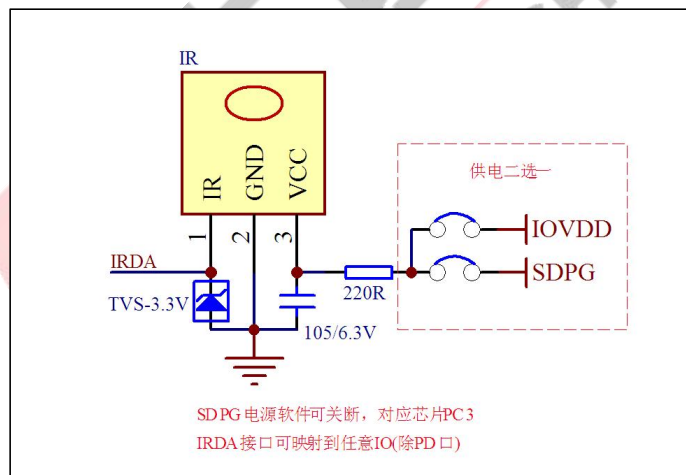 IR
IR
GND
VCC
1
2
3
IRDA
TVS-3.3V
105/6.3V
220R
供电二选一
IOVDD
SDPG
SDPG电源软件可关断，对应芯片PC3
IRDA接口可映射到任意IO(除PD口)